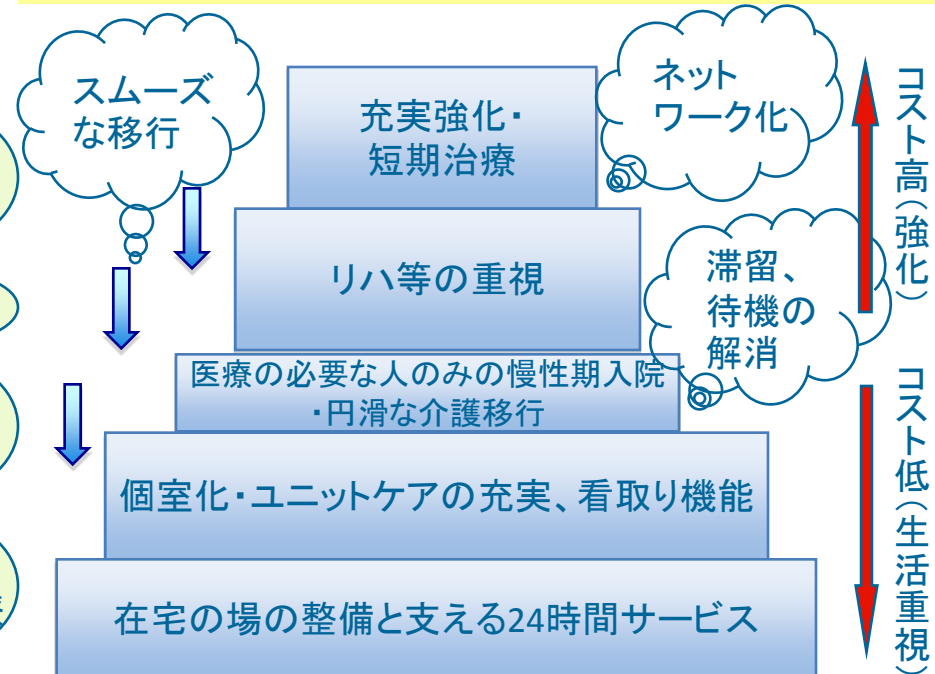 スムーズ
な移行
充実強化・
短期治療
ネット
ワーク化
リハ等の重視
滞留、
待機の
解消
医療の必要な人のみの慢性期入院
・円滑な介護移行
個室化・ユニットケアの充実、看取り機能
在宅の場の整備と支える24時間サービス
コスト高(強化)
コスト低(生活重視)